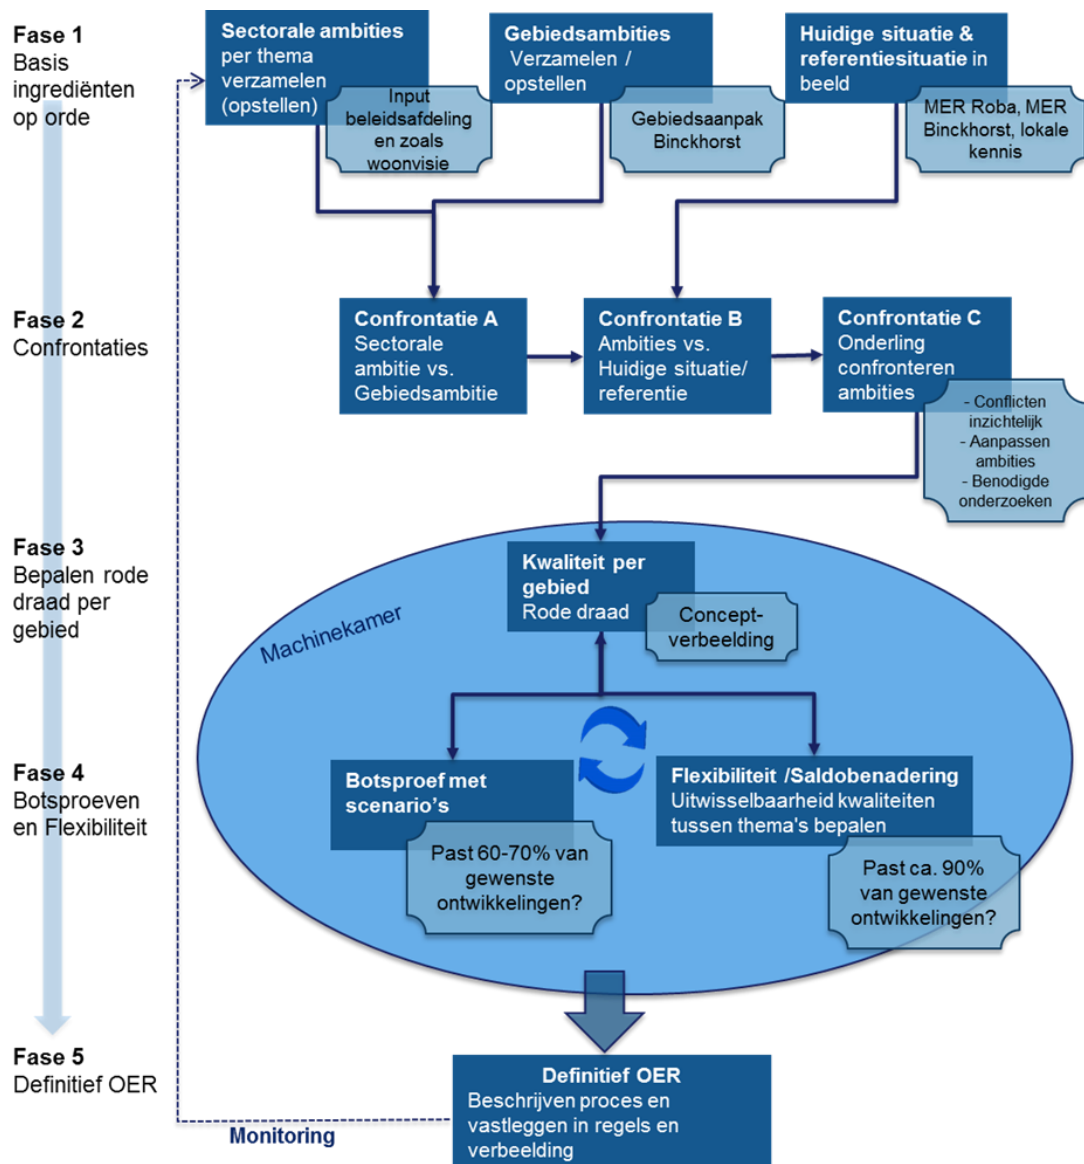 Fase 1
Basis
ingrediënten
op orde
Sectorale ambities
per thema
verzamelen
(opstellen)
Input
beleidsafdeling
en zoals
woonvisie
Gebiedsambities
Verzamelen /
opstellen
Gebiedsaanpak
Binckhorst
Huidige situatie &
referentiesituatie in
beeld
MER Roba, MER
Binckhorst, lokale
kennis
Fase 2
Confrontaties
Confrontatie A
Sectorale
ambitie vs.
Gebiedsambitie
Confrontatie B
Ambities vs.
Huidige situatie/
referentie
Confrontatie C
Onderling
confronteren
ambities
- Conflicten
inzichtelijk
- Aanpassen
ambities
- Benodigde
onderzoeken
Fase 3
Bepalen rode
draad per
gebied
Machinekamer
Kwaliteit per
gebied
Rode draad
Concept-
verbeelding
Fase 4
Botsproeven
en Flexibiliteit
Botsproef met
scenario's
Past 60-70% van
gewenste
ontwikkelingen?
Flexibiliteit /Saldobenadering
Uitwisselbaarheid kwaliteiten
tussen thema's bepalen
Past ca. 90%
van gewenste
ontwikkelingen?
Fase 5
Definitief OER
Definitief OER
Beschrijven proces en
vastleggen in regels en
verbeelding
Monitoring